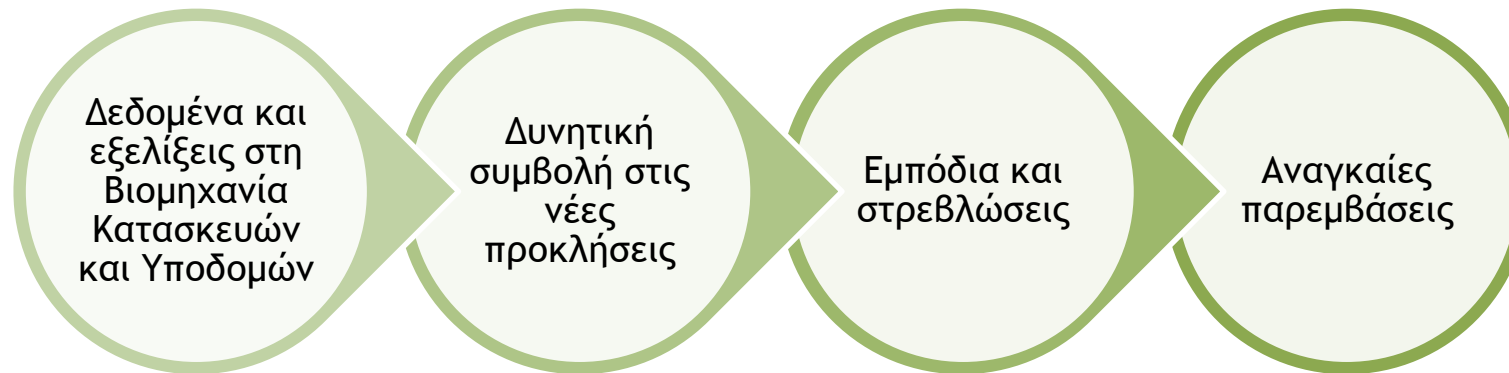 Δεδομένα και
εξελίξεις στη
Βιομηχανία
Κατασκευών
και Υποδομών
Δυνητική
συμβολή στις
νέες
προκλήσεις
Εμπόδια και
στρεβλώσεις
Αναγκαίες
παρεμβάσεις